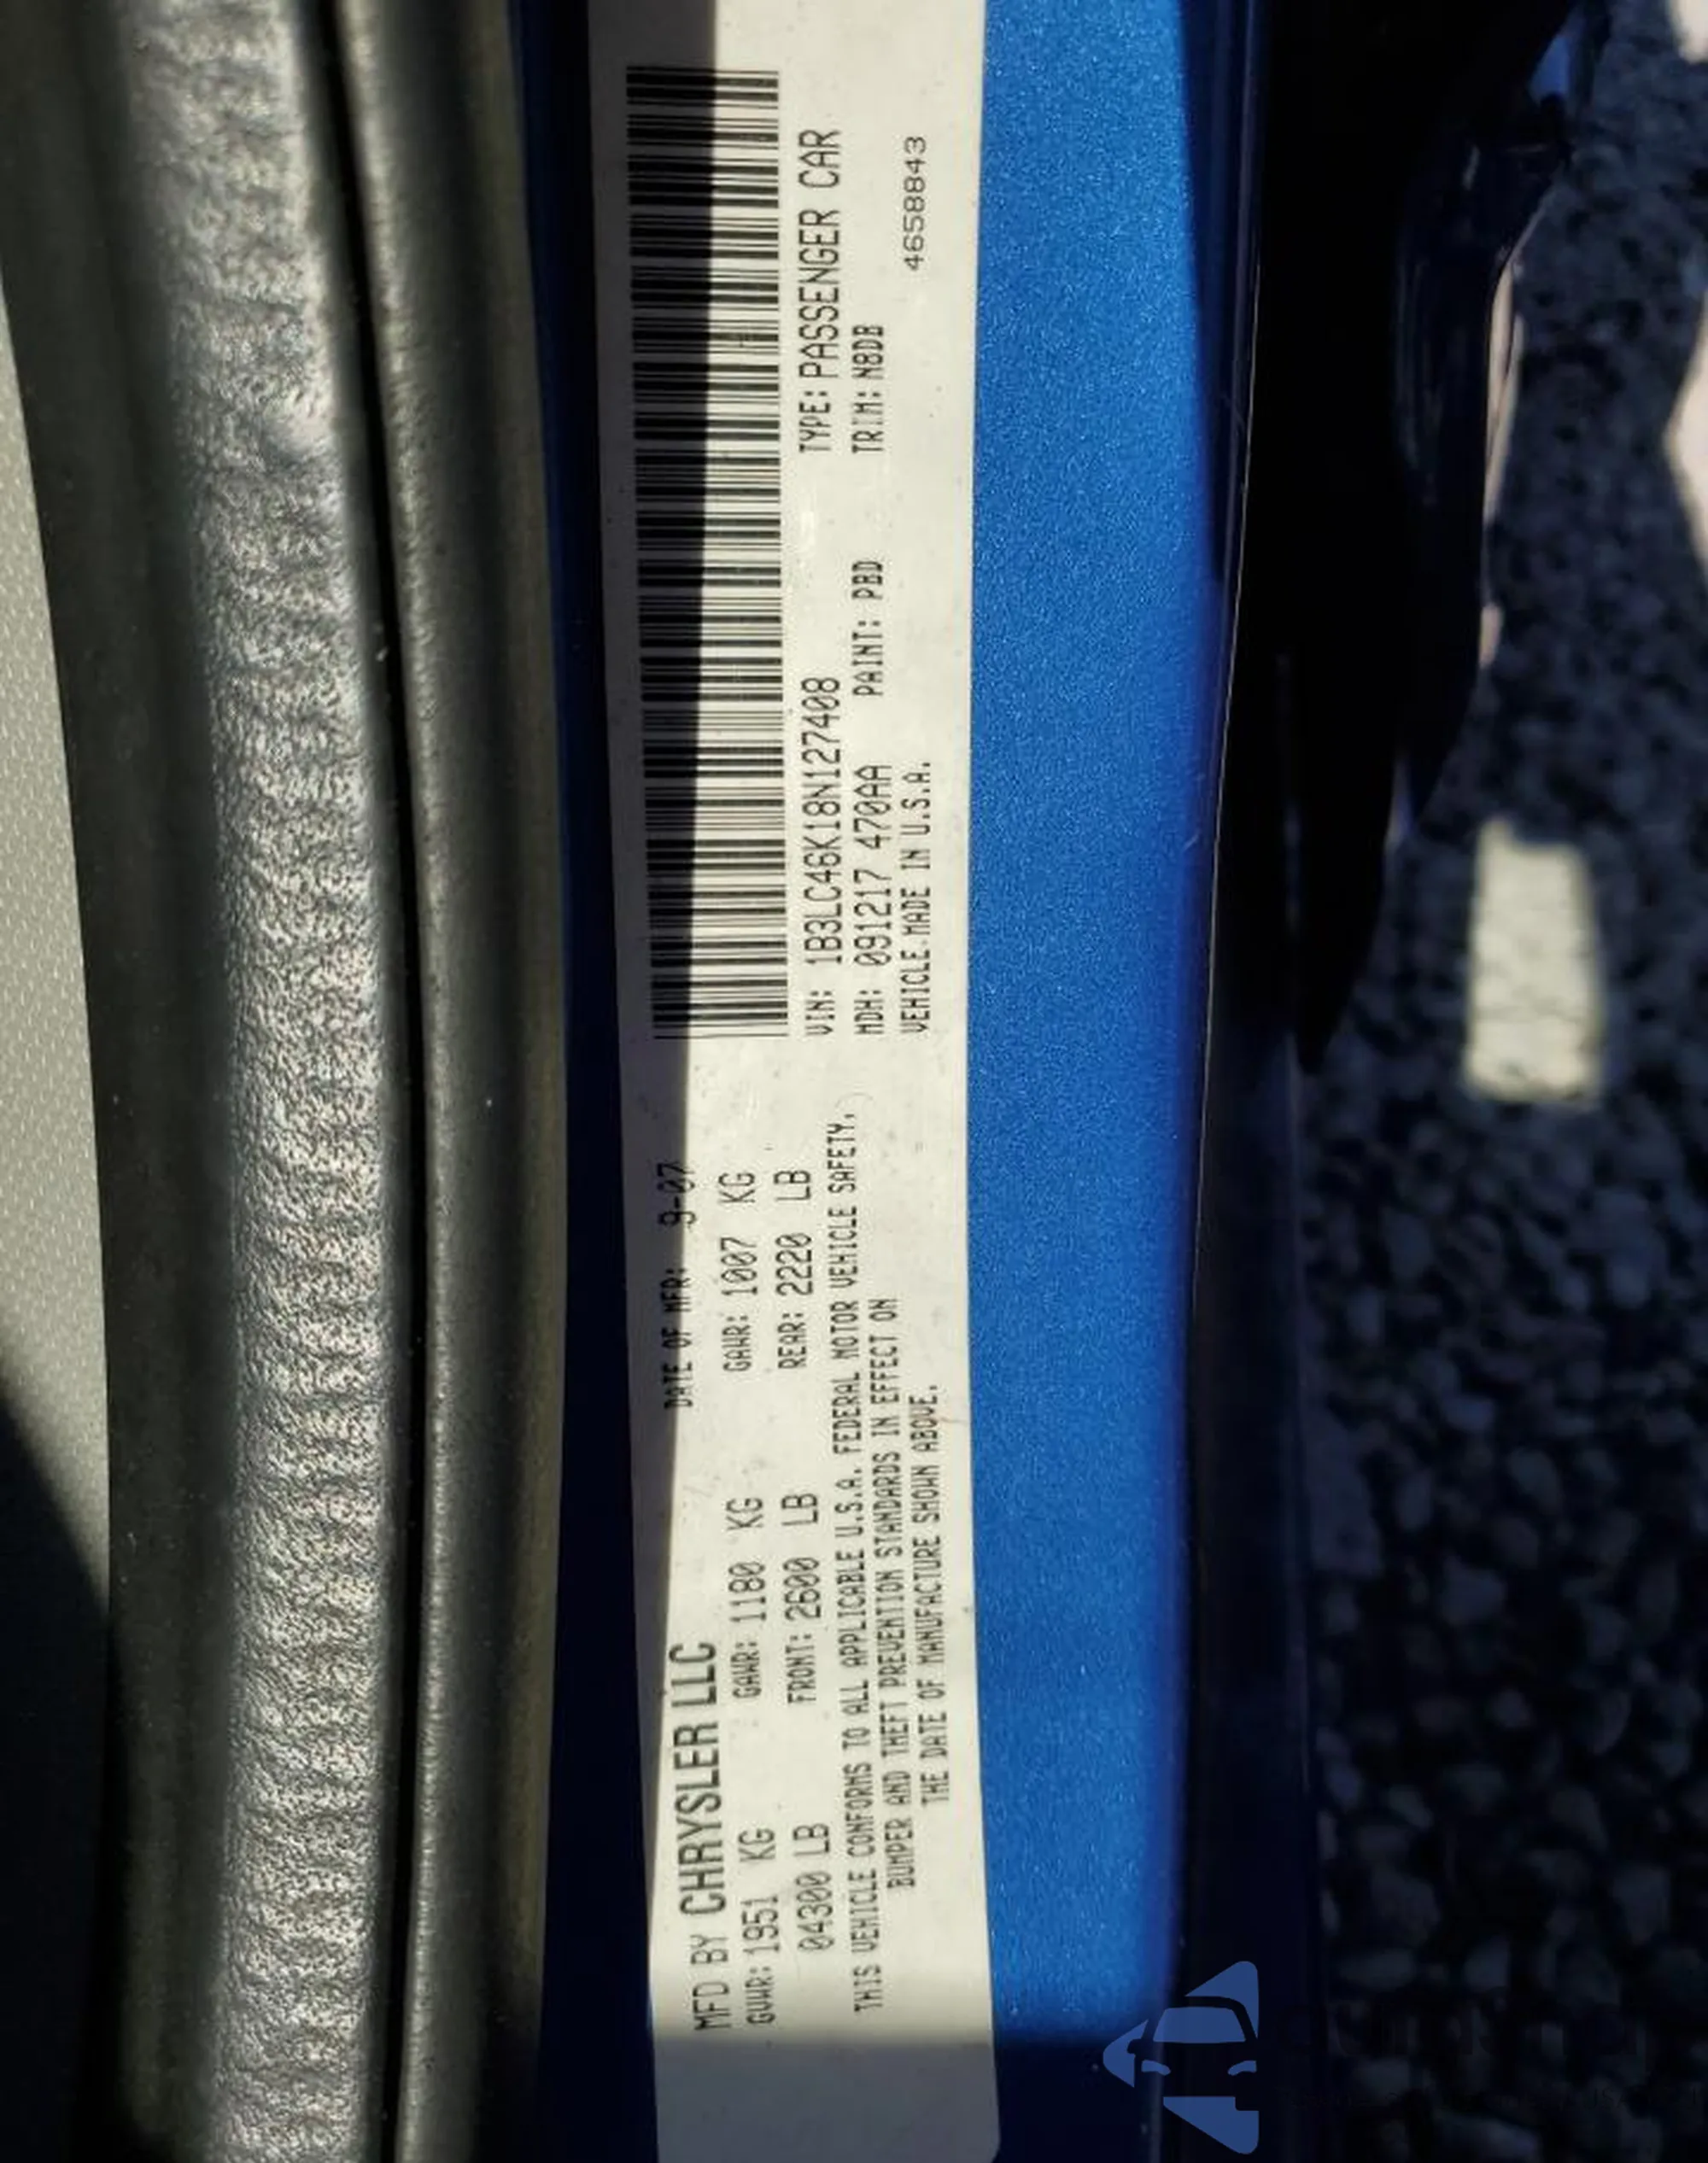 MFD BY CHRYSLER LLC
DATE OF MFR: 9-07
GVWR: 1951 KG
GAWR: 1180 KG
GAWR: 1007 KG
04300 LB
FRONT: 2600 LB
REAR: 2220 LB
THIS VEHICLE CONFORMS TO ALL APPLICABLE U.S.A. FEDERAL MOTOR VEHICLE SAFETY,
BUMPER AND THEFT PREVENTION STANDARDS IN EFFECT ON
THE DATE OF MANUFACTURE SHOWN ABOVE.
VIN: 1B3LC46K18N127408
TYPE: PASSENGER CAR
MDH: 091217 470AA
PAINT: PBD
TRIM: N8DB
VEHICLE MADE IN U.S.A.
4658843